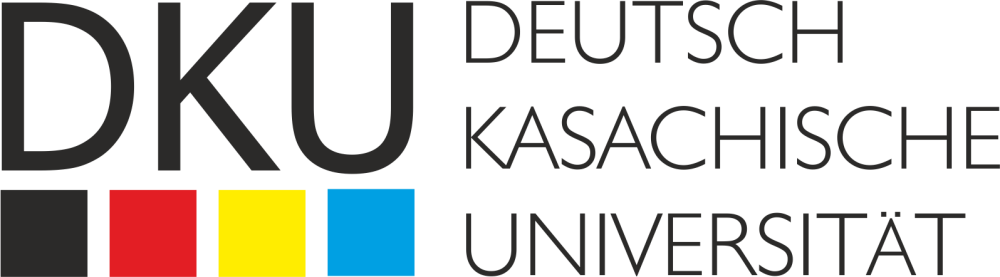 DKU
DEUTSCH
KASACHISCHE
UNIVERSITÄT